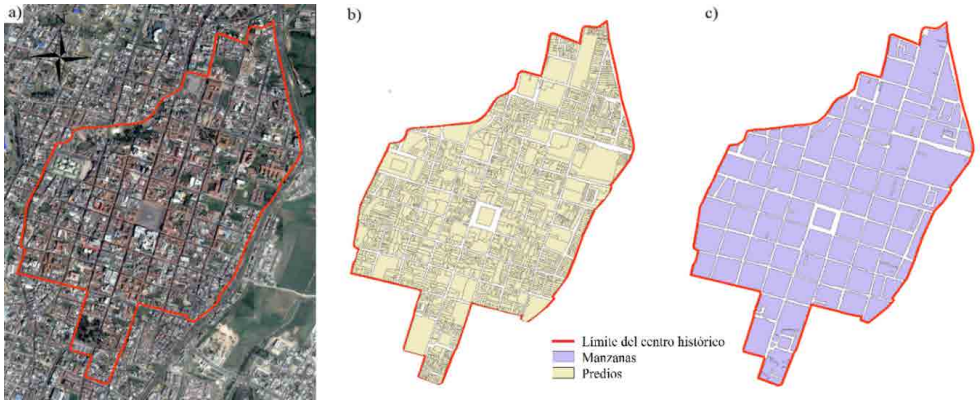 a)
b)
c)
Límite del centro histórico
Manzanas
Predios